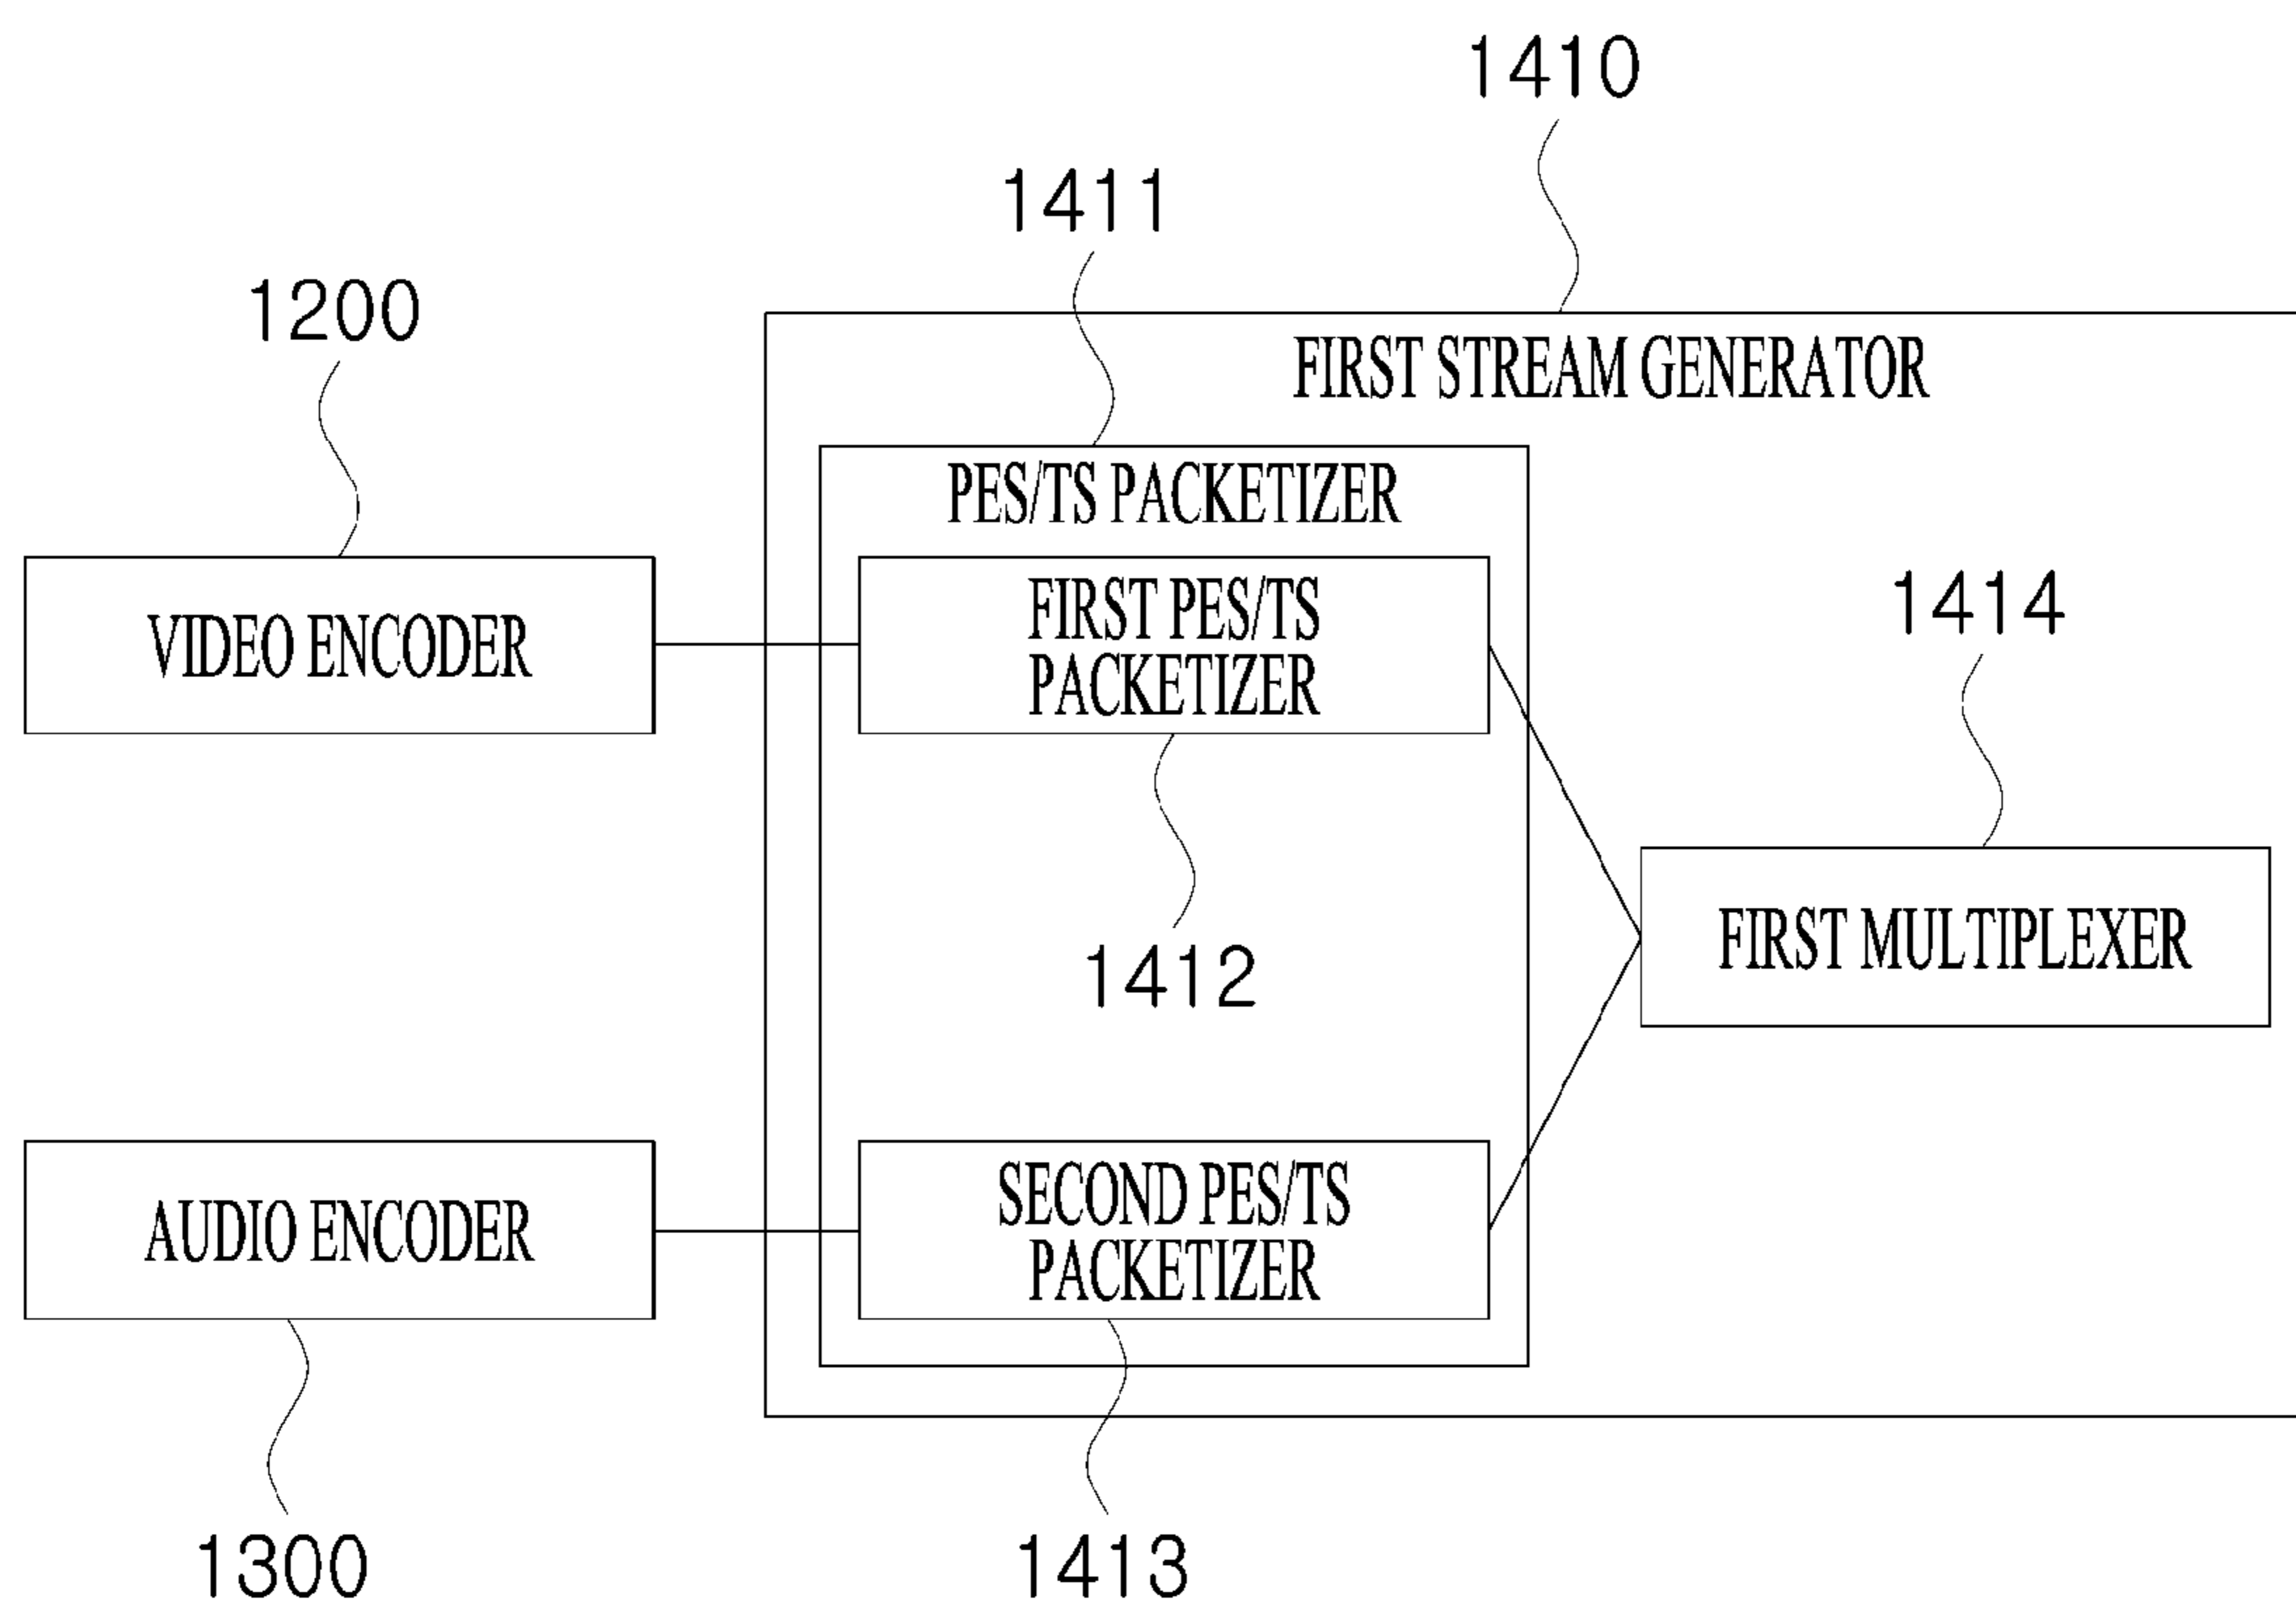 1410
1411
1200
FIRST STREAM GENERATOR
PES/TS PACKETIZER
VIDEO ENCODER
FIRST PES/TS
PACKETIZER
1414
1412
FIRST MULTIPLEXER
AUDIO ENCODER
SECOND PES/TS
PACKETIZER
1300
1413